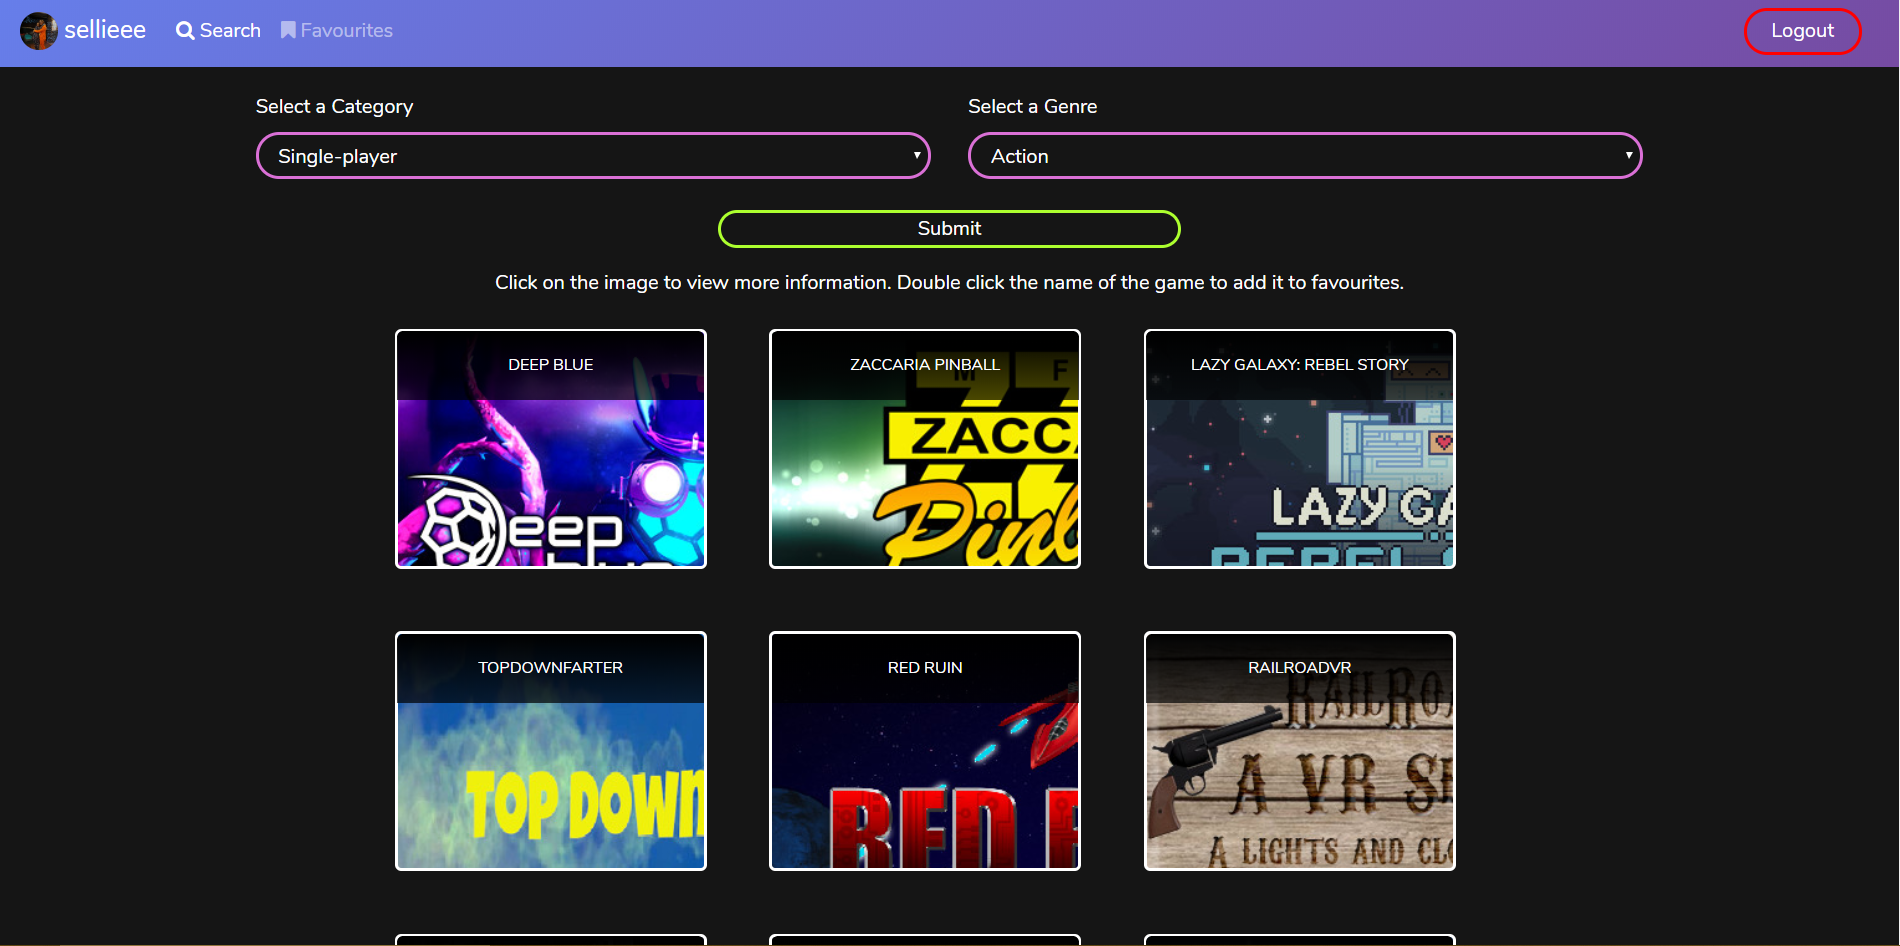 sellieee Search Favourites Logout
Select a Category Select a Genre
Single-player Action
Submit
Click on the image to view more information. Double click the name of the game to add it to favourites.
DEEP BLUE
Deep
ZACCARIA PINBALL
M F
ZACC
Pinb
LAZY GALAXY: REBEL STORY
LAZY GA
REBEL
TOPDOWNFARTER
TOP DOWN
RED RUIN
RED
RAILROADVR
RAILRO
A VR
A LIGHTS AND CLO